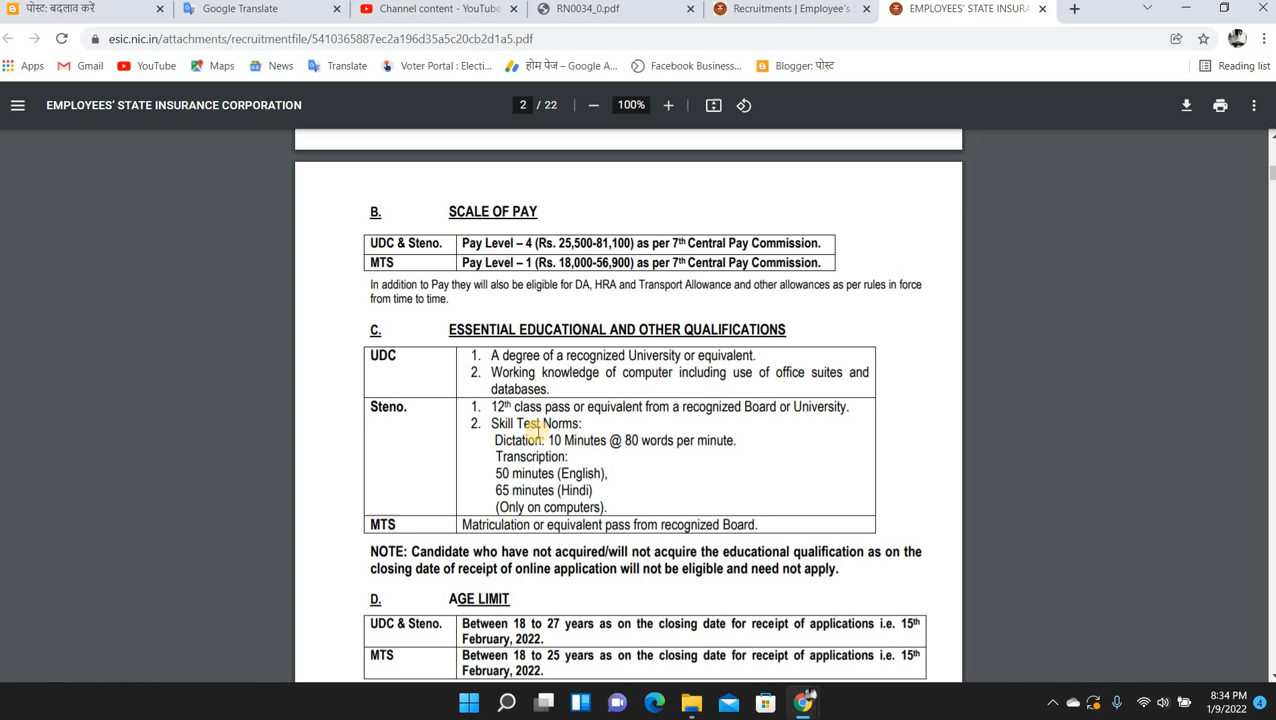 पोस्ट: बदलाव करें
Google Translate
Channel content - YouTube
RN0034_0.pdf
Recruitments | Employee's S
EMPLOYEES' STATE INSURA
esic.nic.in/attachments/recruitmentfile/5410365887ec2a196d35a5c20cb2d1a5.pdf
Apps
Gmail
YouTube
Maps
News
Translate
Voter Portal : Electi...
होम पेज – Google A...
Facebook Business...
Blogger: पोस्ट
Reading list
EMPLOYEES' STATE INSURANCE CORPORATION
2 / 22
100%
B. SCALE OF PAY
UDC & Steno. Pay Level – 4 (Rs. 25,500-81,100) as per 7th Central Pay Commission.
MTS Pay Level – 1 (Rs. 18,000-56,900) as per 7th Central Pay Commission.
In addition to Pay they will also be eligible for DA, HRA and Transport Allowance and other allowances as per rules in force
from time to time.
C. ESSENTIAL EDUCATIONAL AND OTHER QUALIFICATIONS
UDC 1. A degree of a recognized University or equivalent.
2. Working knowledge of computer including use of office suites and
databases.
Steno. 1. 12th class pass or equivalent from a recognized Board or University.
2. Skill Test Norms:
Dictation: 10 Minutes @ 80 words per minute.
Transcription:
50 minutes (English),
65 minutes (Hindi)
(Only on computers).
MTS Matriculation or equivalent pass from recognized Board.
NOTE: Candidate who have not acquired/will not acquire the educational qualification as on the
closing date of receipt of online application will not be eligible and need not apply.
D. AGE LIMIT
UDC & Steno. Between 18 to 27 years as on the closing date for receipt of applications i.e. 15th
February, 2022.
MTS Between 18 to 25 years as on the closing date for receipt of applications i.e. 15th
February, 2022.
8:34 PM
1/9/2022
4